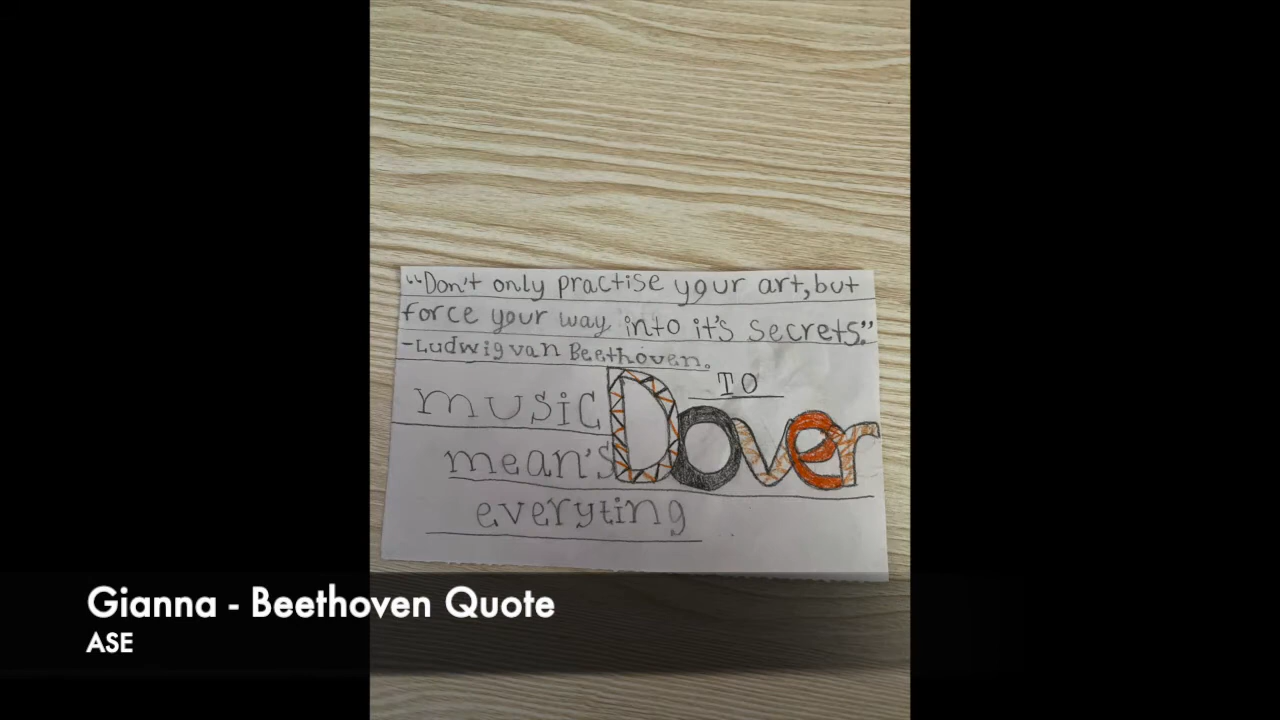 “Don't only practise your art, but
force your way into it's secrets.”
-Ludwig van Beethoven.
TO
music Dover
mean's
everyting
Gianna - Beethoven Quote
ASE